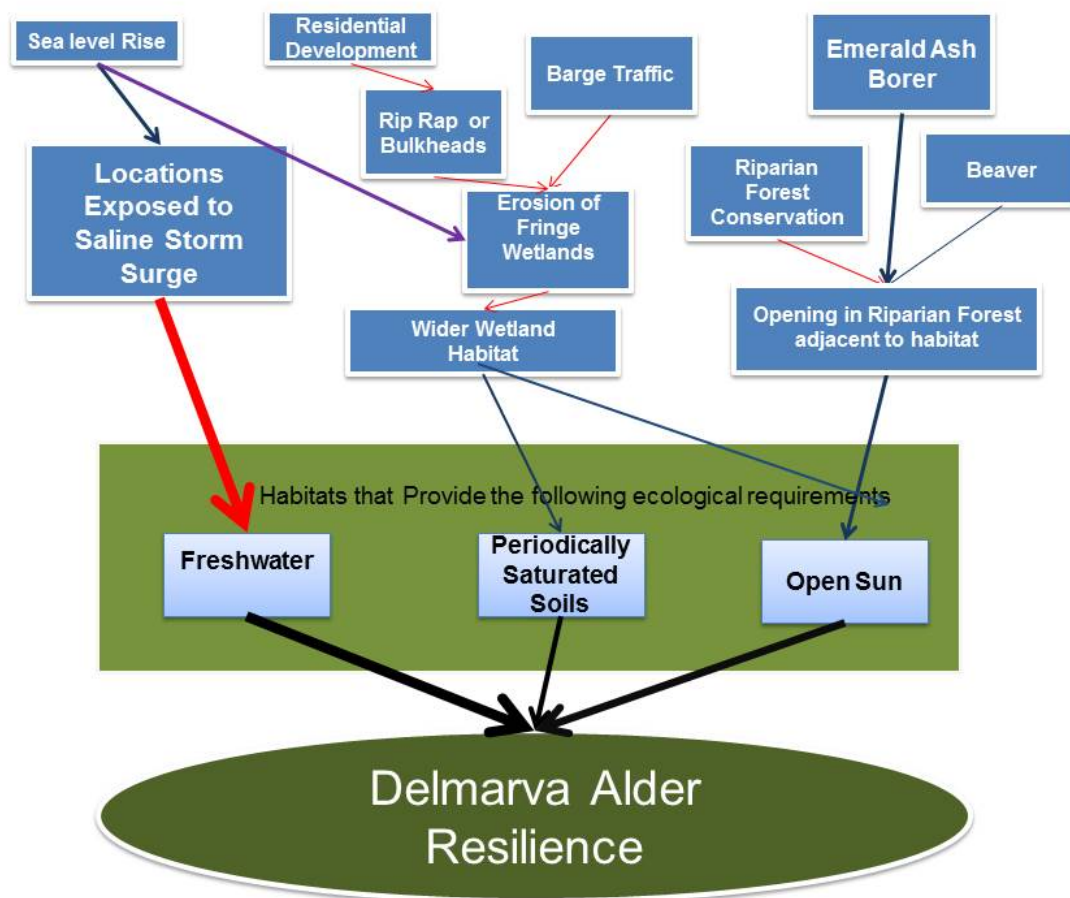 Sea level Rise
Residential
Development
Barge Traffic
Emerald Ash
Borer
Rip Rap or
Bulkheads
Locations
Exposed to
Saline Storm
Surge
Riparian
Forest
Conservation
Beaver
Erosion of
Fringe
Wetlands
Wider Wetland
Habitat
Opening in Riparian Forest
adjacent to habitat
Habitats that Provide the following ecological requirements
Freshwater
Periodically
Saturated
Soils
Open Sun
Delmarva Alder
Resilience